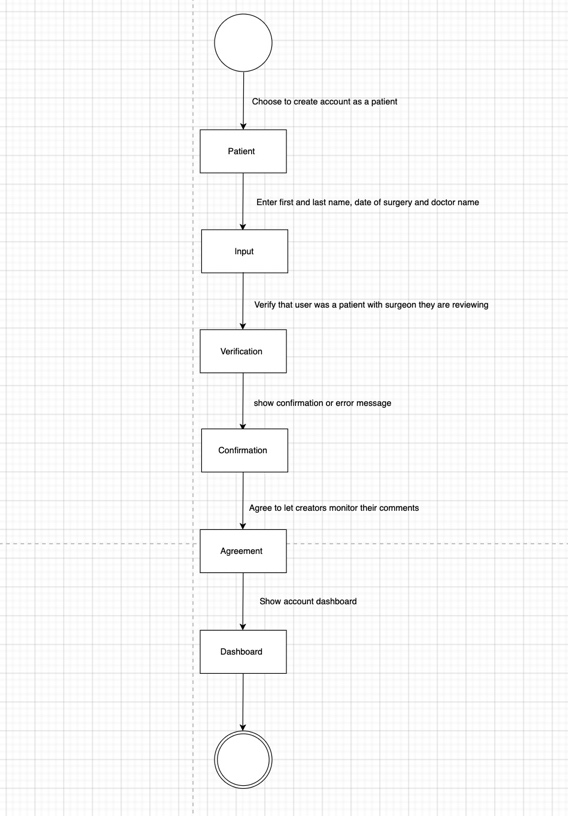 Choose to create account as a patient
Patient
Enter first and last name, date of surgery and doctor name
Input
Verify that user was a patient with surgeon they are reviewing
Verification
show confirmation or error message
Confirmation
Agree to let creators monitor their comments
Agreement
Show account dashboard
Dashboard